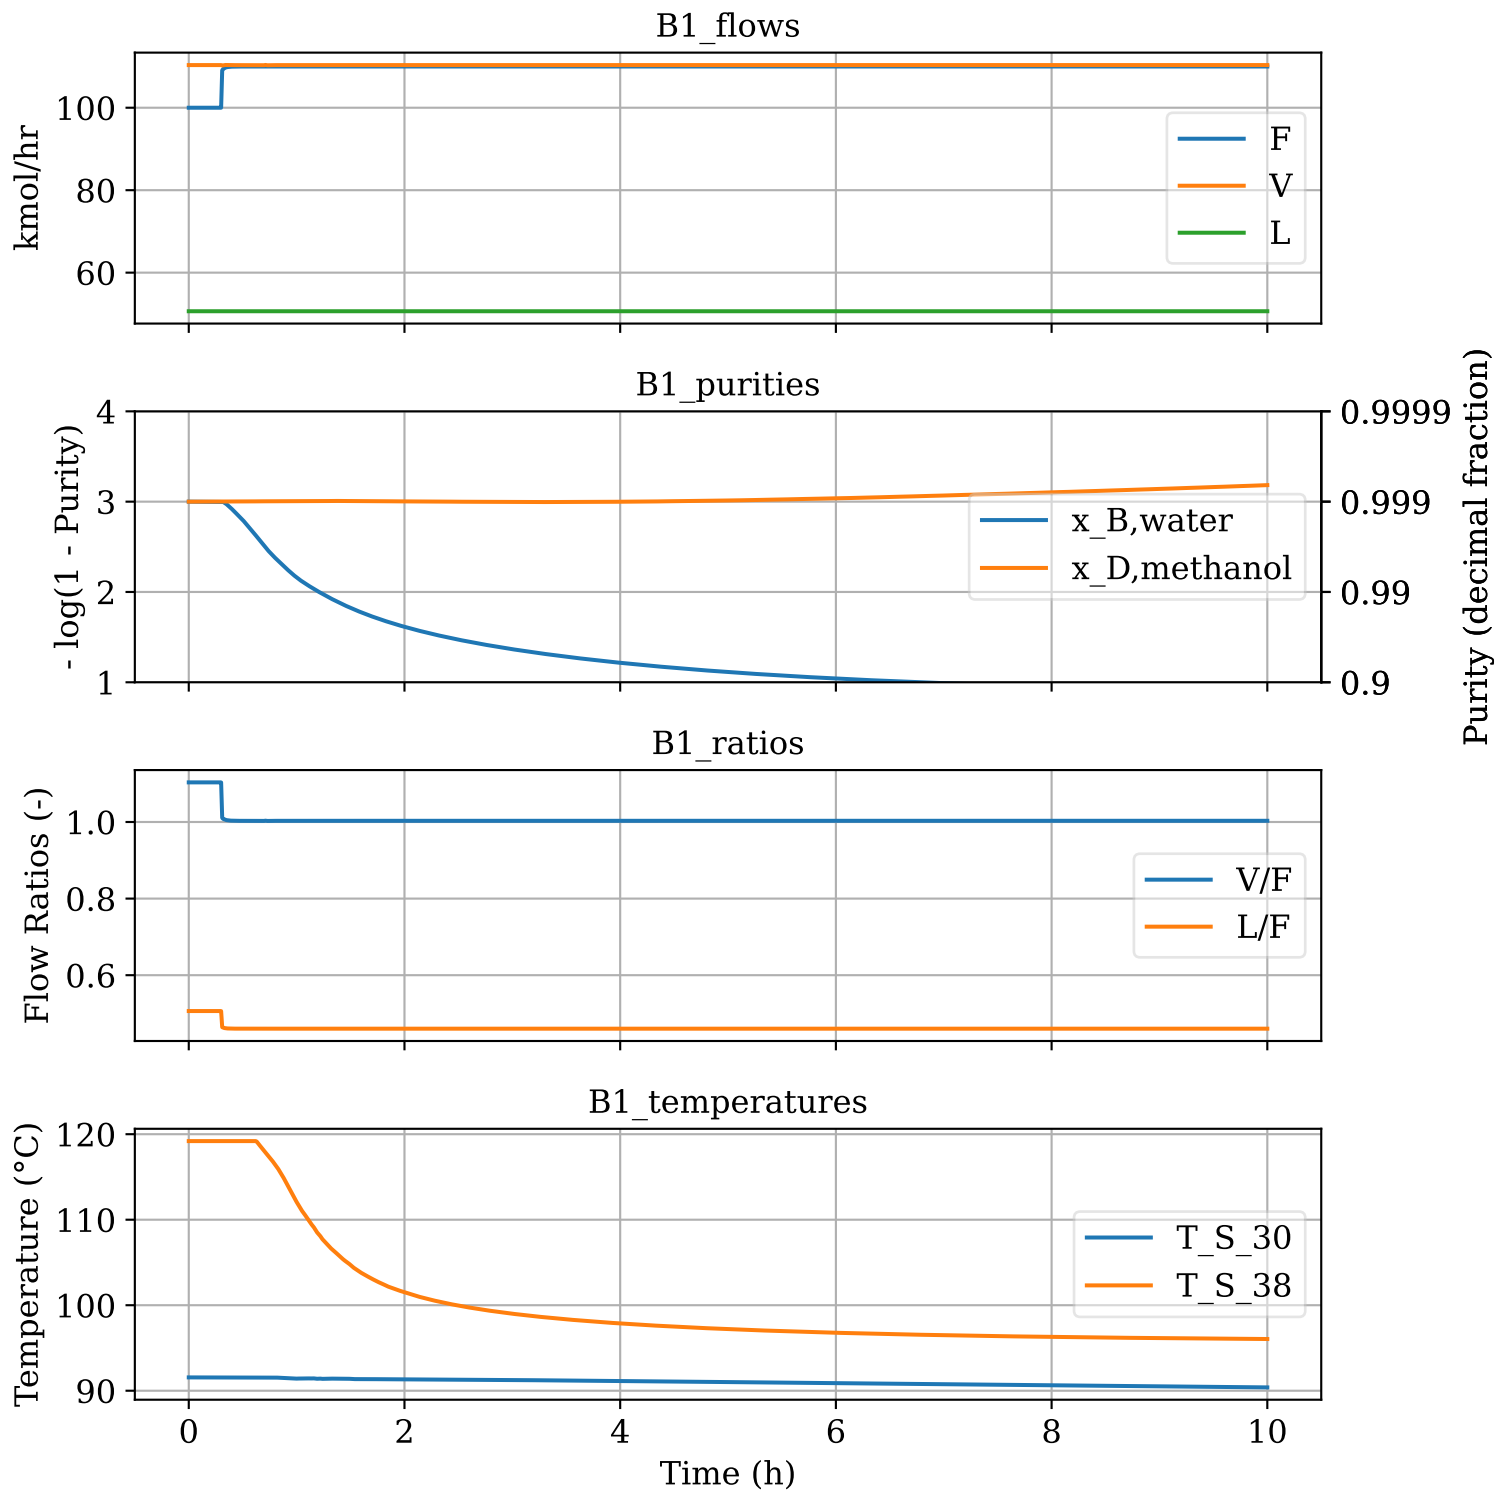 B1_flows
kmol/hr
100
80
60
F
V
L
B1_purities
- log(1 - Purity)
4
3
2
1
x_B,water
x_D,methanol
0.9999
0.999
0.99
0.9
Purity (decimal fraction)
B1_ratios
Flow Ratios (-)
1.0
0.8
0.6
V/F
L/F
B1_temperatures
Temperature (°C)
120
110
100
90
T_S_30
T_S_38
0 2 4 6 8 10
Time (h)